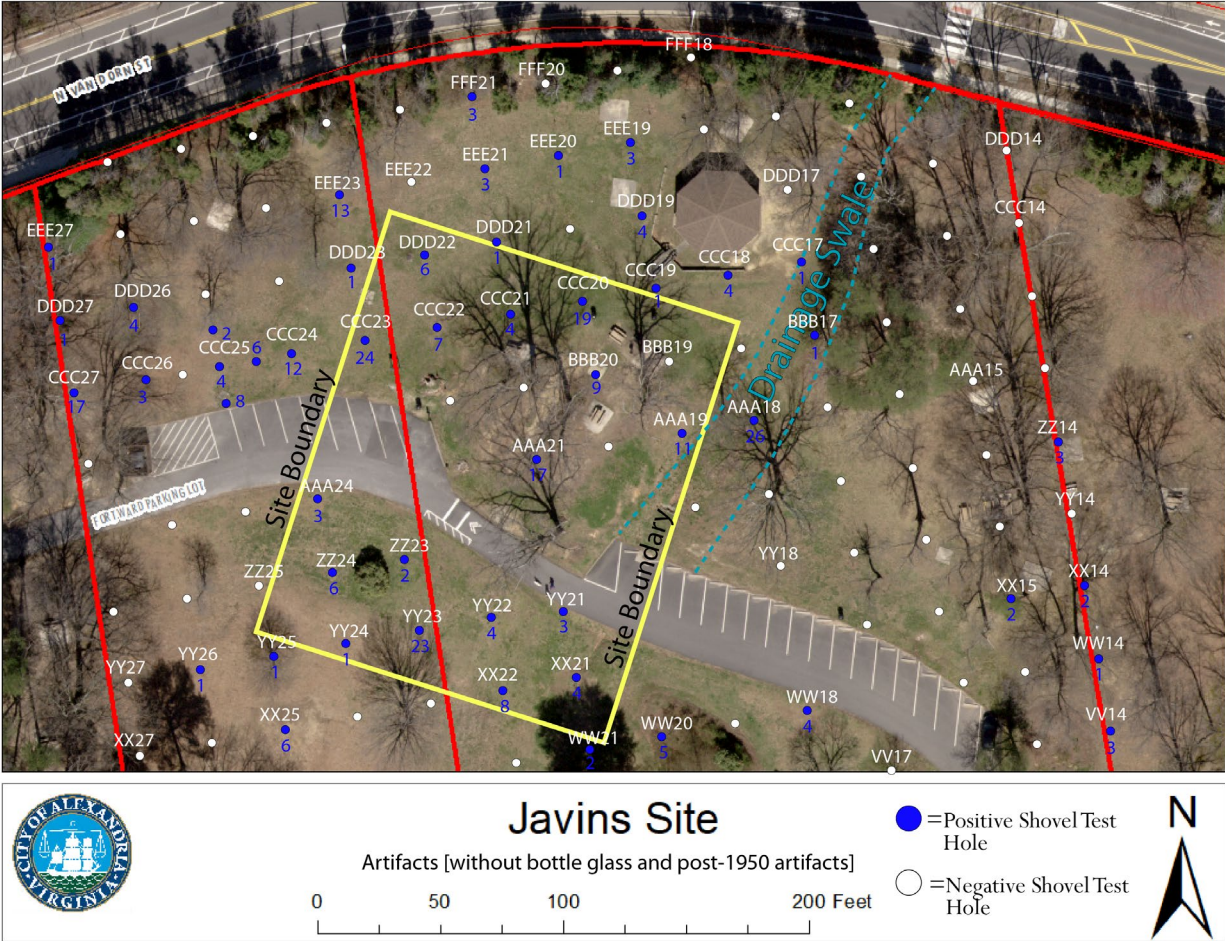 N VAN DORN ST
FFF18
FFF20
FFF21
3
EEE19
3
EEE20
1
EEE21
3
EEE22
EEE23
13
DDD14
DDD17
CCC14
DDD19
4
DDD21
1
DDD22
6
DDD23
1
EEE27
1
CCC17
1
CCC18
4
CCC19
1
CCC20
19
CCC21
4
CCC22
7
CCC23
24
DDD26
4
DDD27
1
2
CCC24
12
6
CCC25
4
8
CCC26
3
CCC27
17
BBB17
1
BBB19
BBB20
9
Drainage Swale
AAA15
AAA18
26
AAA19
11
AAA21
17
AAA24
3
Site Boundary
FORT WARD PARKING LOT
ZZ14
3
YY14
YY18
ZZ23
2
ZZ24
6
ZZ25
XX14
2
XX15
2
YY21
3
YY22
4
YY23
23
YY24
1
YY25
1
YY26
1
YY27
Site Boundary
WW14
1
XX21
4
XX22
8
XX25
6
XX27
WW18
4
WW20
5
WW21
2
VV14
3
VV17
CITY OF ALEXANDRIA
VIRGINIA
Javins Site
Artifacts [without bottle glass and post-1950 artifacts]
0 50 100 200 Feet
=Positive Shovel Test
Hole
=Negative Shovel Test
Hole
N